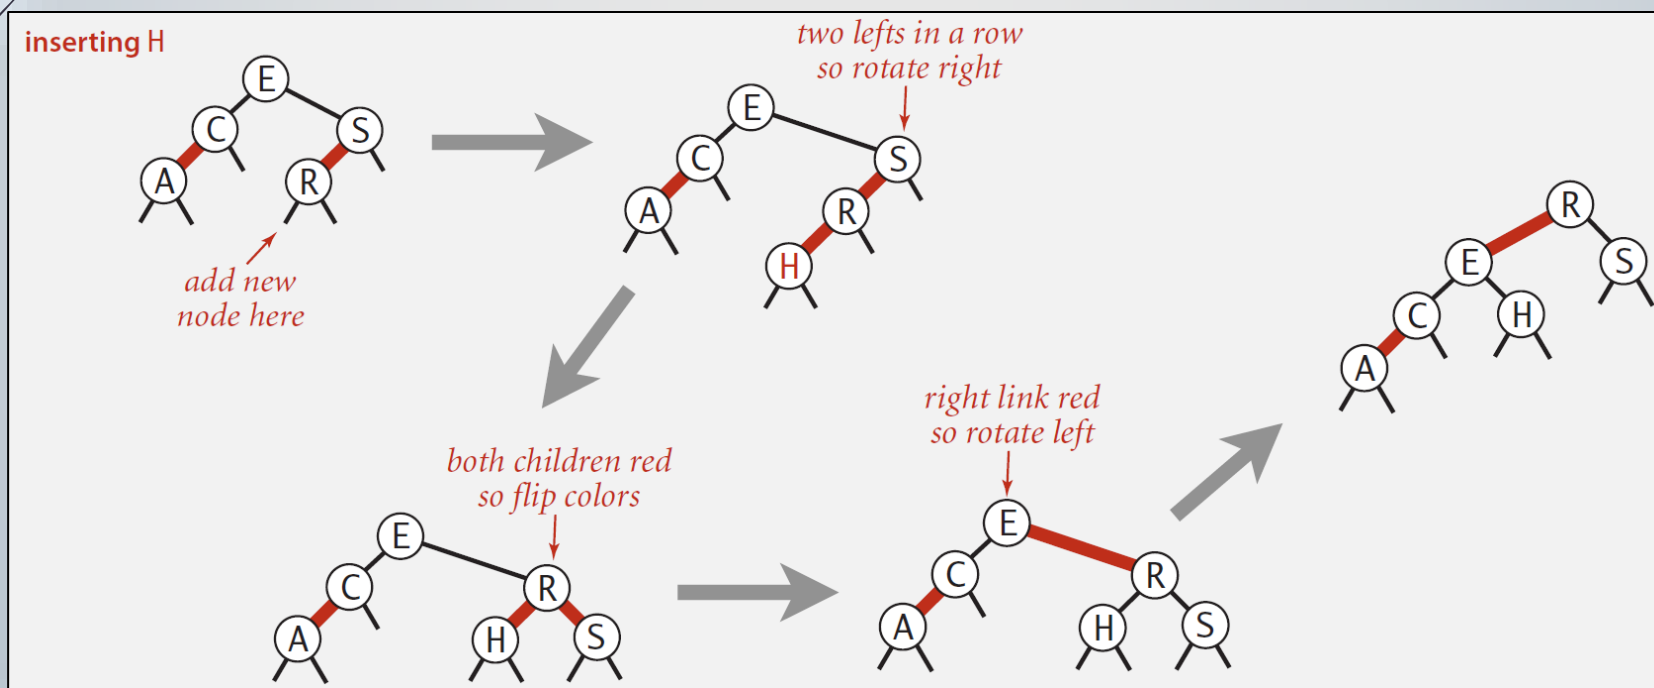 inserting H
E
C
S
A
R
add new
node here
two lefts in a row
so rotate right
E
C
S
A
R
H
both children red
so flip colors
E
C
R
A
H
S
right link red
so rotate left
E
C
R
A
H
S
R
E
S
C
H
A